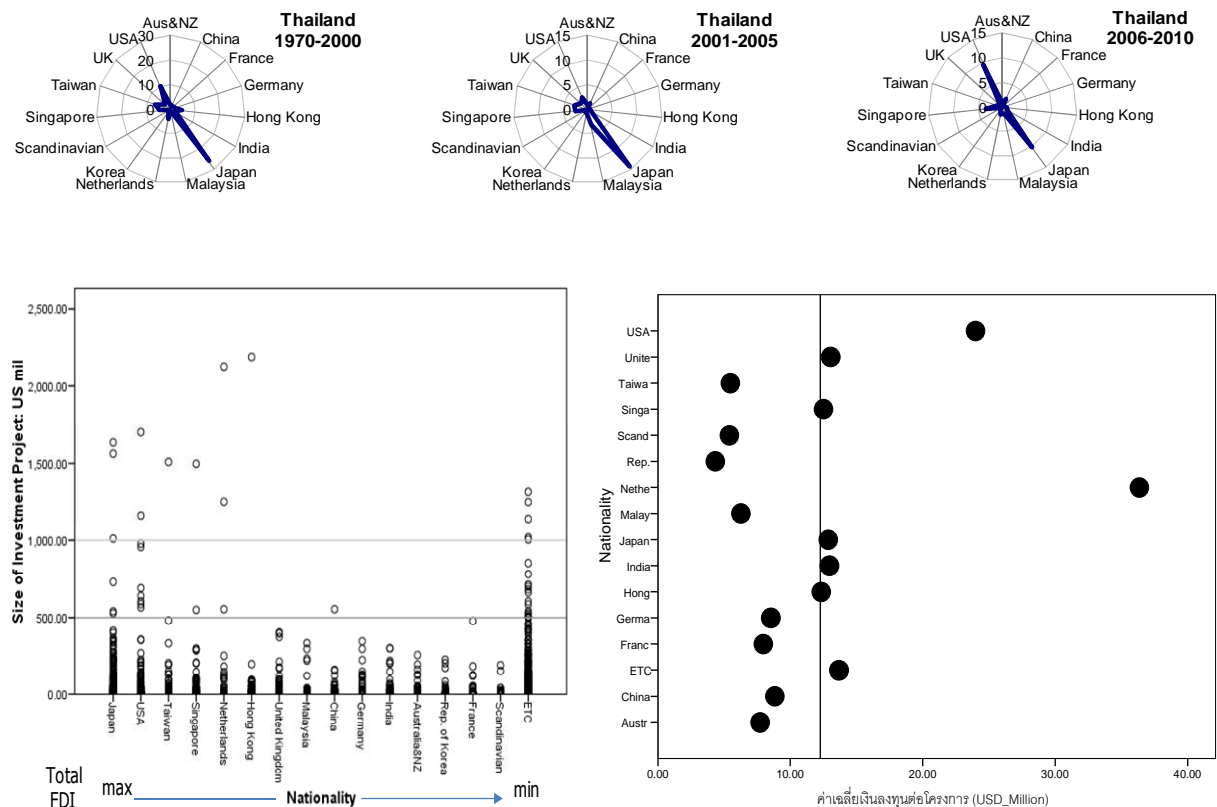 Thailand
1970-2000
Aus&NZ
China
France
Germany
Hong Kong
India
Japan
Malaysia
Netherlands
Korea
Scandinavian
Singapore
Taiwan
UK
USA
30
20
10
0
Thailand
2001-2005
Aus&NZ
China
France
Germany
Hong Kong
India
Japan
Malaysia
Netherlands
Korea
Scandinavian
Singapore
Taiwan
UK
USA
15
10
5
0
Thailand
2006-2010
Aus&NZ
China
France
Germany
Hong Kong
India
Japan
Malaysia
Netherlands
Korea
Scandinavian
Singapore
Taiwan
UK
USA
15
10
5
0
Size of Investment Project: US mil
2,500.00
2,000.00
1,500.00
1,000.00
500.00
0.00
Japan
USA
Taiwan
Singapore
Netherlands
Hong Kong
United Kingdom
Malaysia
China
Germany
India
Australia&NZ
Rep. of Korea
France
Scandinavian
ETC
Total
FDI
max
Nationality
min
Nationality
USA
Unite
Taiwa
Singa
Scand
Rep.
Nethe
Malay
Japan
India
Hong
Germa
Franc
ETC
China
Austr
0.00
10.00
20.00
30.00
40.00
ค่าเฉลี่ยเงินลงทุนต่อโครงการ (USD_Million)